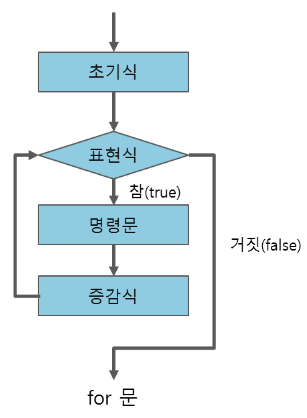 초기식
표현식
참(true)
명령문
거짓(false)
증감식
for 문